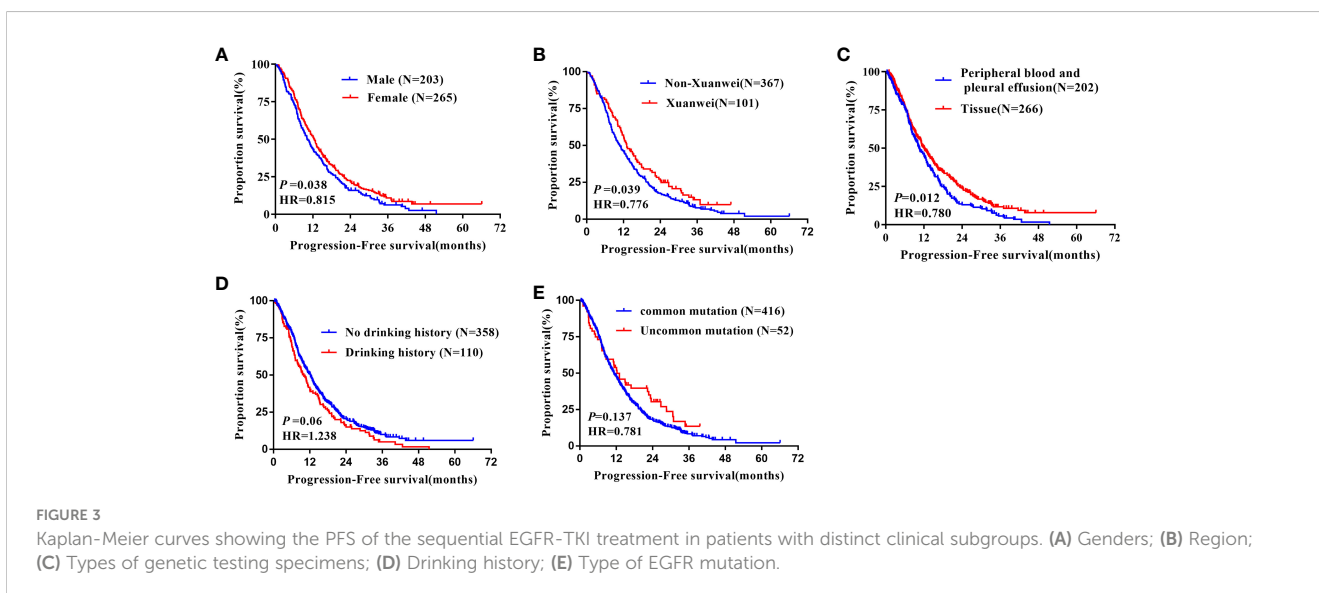 A
Male (N=203)
Female (N=265)
Proportion survival(%)
100
75
50
25
0
P=0.038
HR=0.815
0 12 24 36 48 60 72
Progression-Free survival(months)
B
Non-Xuanwei(N=367)
Xuanwei(N=101)
Proportion survival(%)
100
75
50
25
0
P=0.039
HR=0.776
0 12 24 36 48 60 72
Progression-Free survival(months)
C
Peripheral blood and
pleural effusion(N=202)
Tissue(N=266)
Proportion survival(%)
100
75
50
25
0
P=0.012
HR=0.780
0 12 24 36 48 60 72
Progression-Free survival(months)
D
No drinking history (N=358)
Drinking history (N=110)
Proportion survival(%)
100
75
50
25
0
P=0.06
HR=1.238
0 12 24 36 48 60 72
Progression-Free survival(months)
E
common mutation (N=416)
Uncommon mutation (N=52)
Proportion survival(%)
100
75
50
25
0
P=0.137
HR=0.781
0 12 24 36 48 60 72
Progression-Free survival(months)
FIGURE 3
Kaplan-Meier curves showing the PFS of the sequential EGFR-TKI treatment in patients with distinct clinical subgroups. (A) Genders; (B) Region;
(C) Types of genetic testing specimens; (D) Drinking history; (E) Type of EGFR mutation.